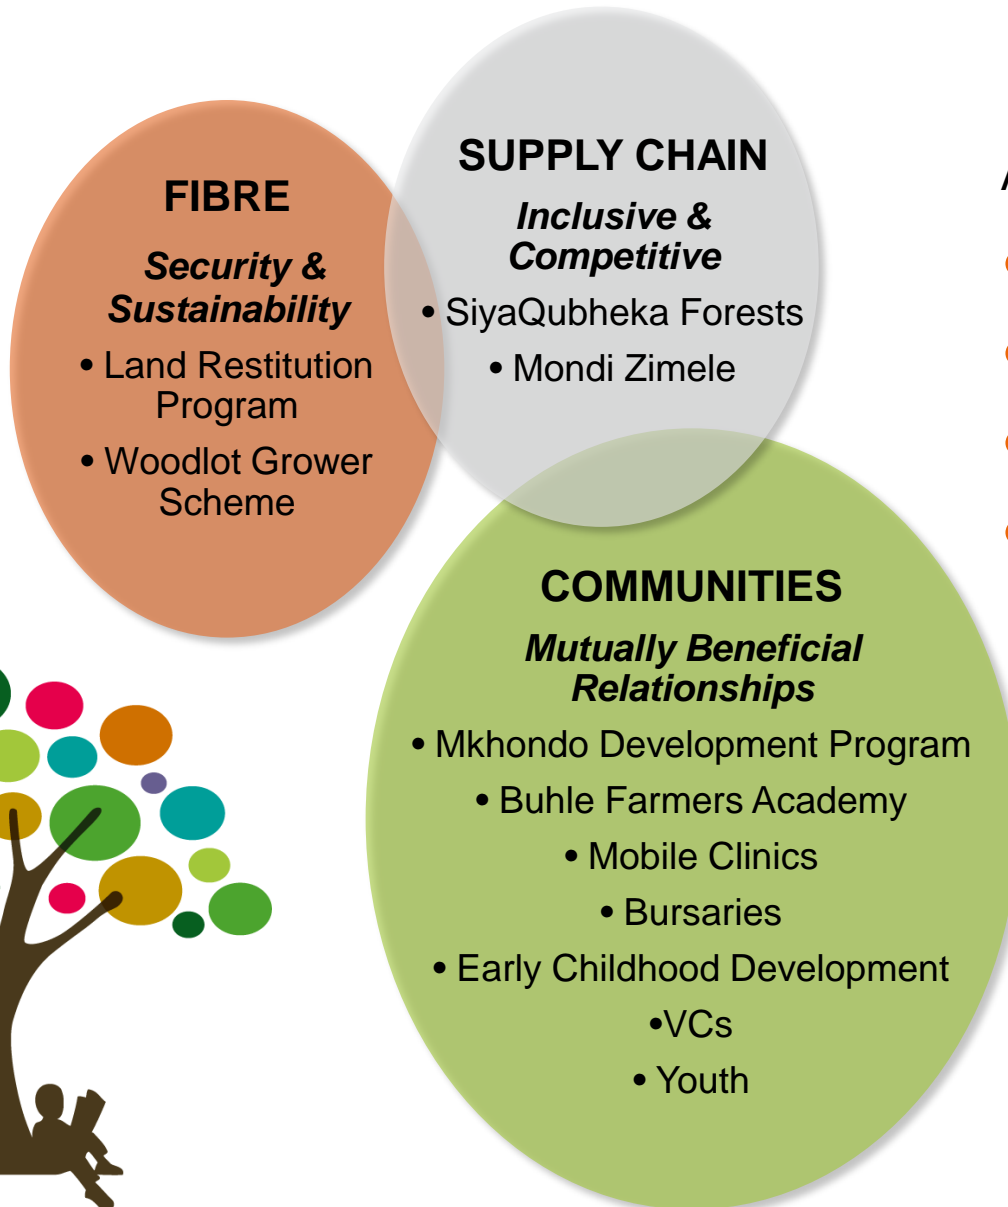 FIBRE
Security &
Sustainability
• Land Restitution
Program
• Woodlot Grower
Scheme
SUPPLY CHAIN
Inclusive &
Competitive
• SiyaQubheka Forests
• Mondi Zimele
COMMUNITIES
Mutually Beneficial
Relationships
• Mkhondo Development Program
• Buhle Farmers Academy
• Mobile Clinics
• Bursaries
• Early Childhood Development
•VCs
• Youth